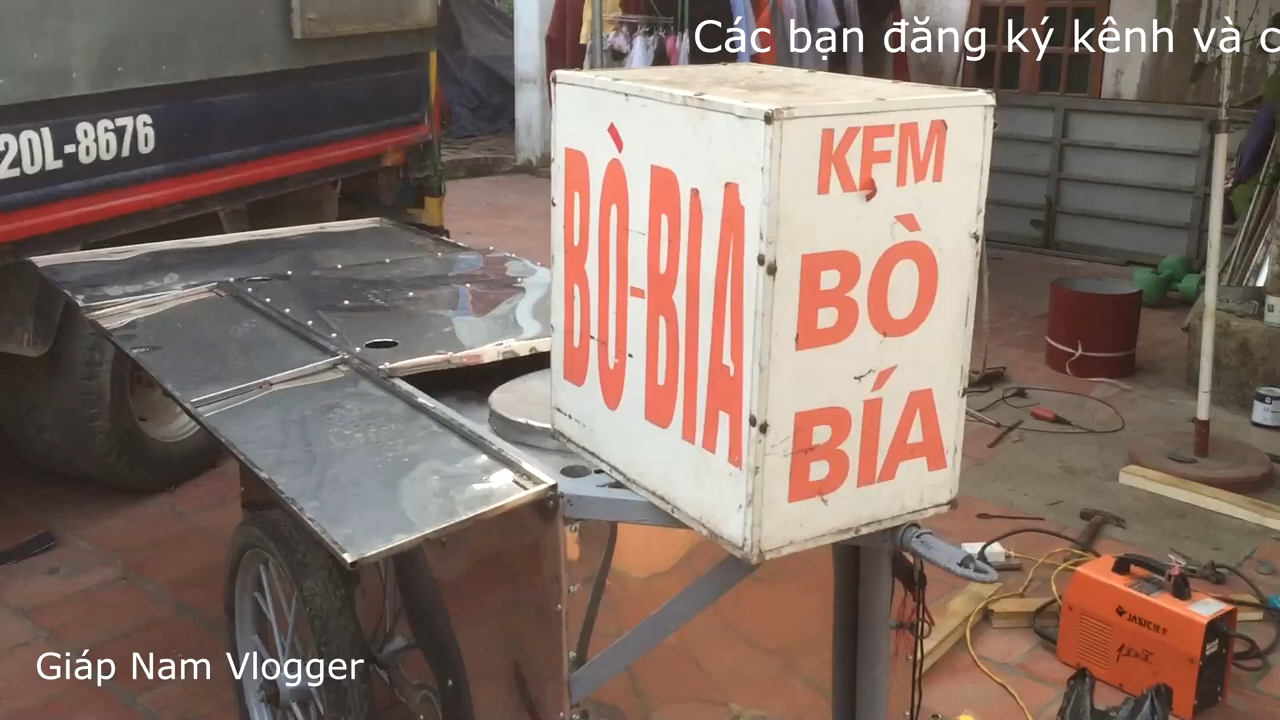 Các bạn đăng ký kênh và c
20L-8676
BÒ-BIA
KEM
BÒ
BÍA
JASIC
Giáp Nam Vlogger